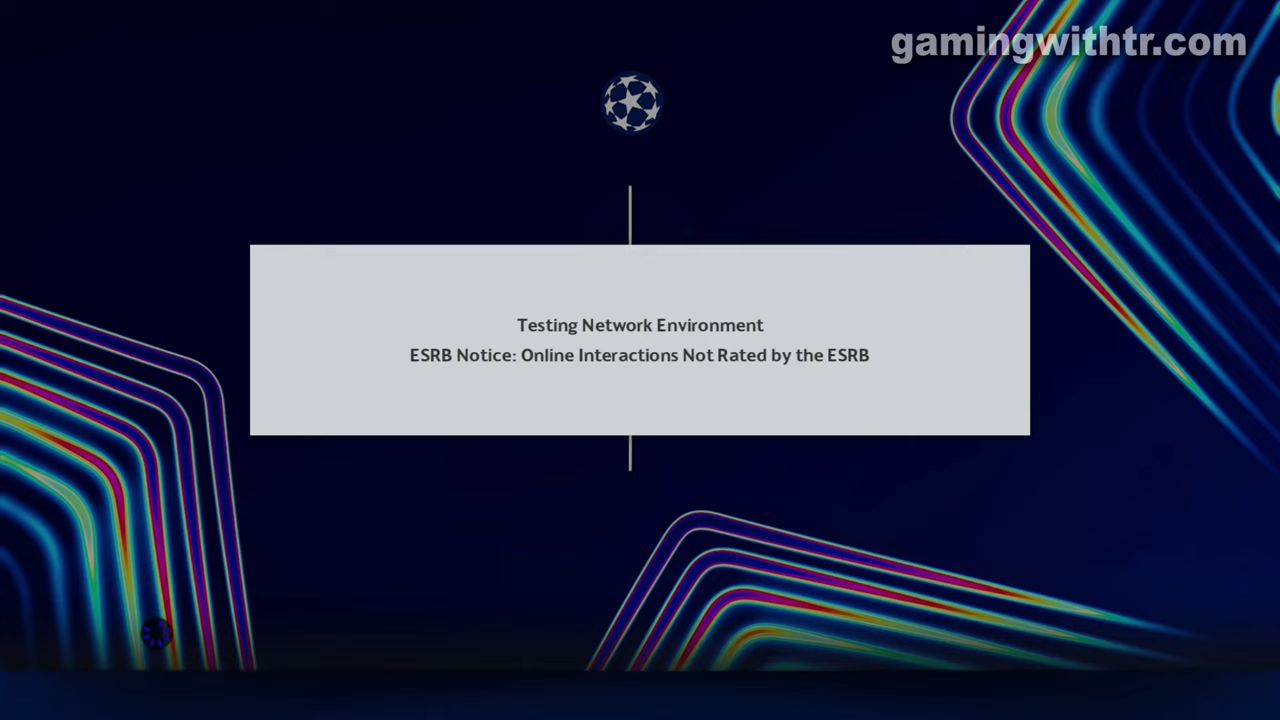 gamingwithtr.com
Testing Network Environment
ESRB Notice: Online Interactions Not Rated by the ESRB